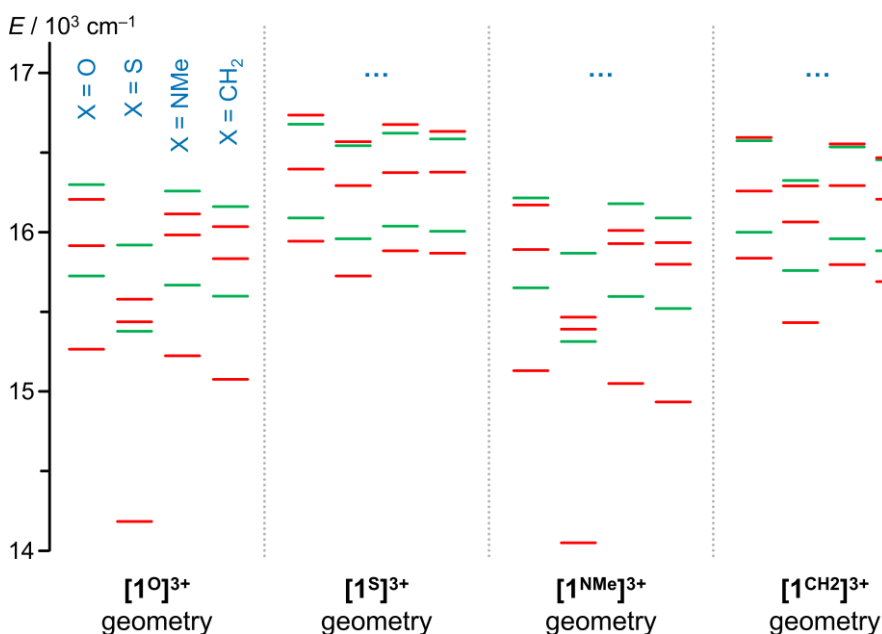 E / 10³ cm⁻¹
17
16
15
14
X = O
X = S
X = NMe
X = CH₂
...
...
...
[1ᴼ]³⁺
geometry
[1ˢ]³⁺
geometry
[1ᴺᴹᵉ]³⁺
geometry
[1ᶜᴴ²]³⁺
geometry